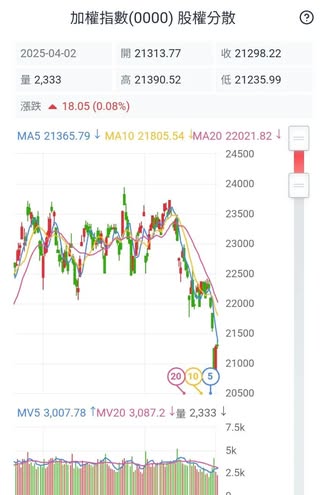 加權指數(0000) 股權分散
2025-04-02 開 21313.77 收 21298.22
量 2,333 高 21390.52 低 21235.99
漲跌 ▲ 18.05 (0.08%)
MA5 21365.79 ↓ MA10 21805.54 ↓ MA20 22021.82 ↓
24500
24000
23500
23000
22500
22000
21500
21000
20 10 5
20500
MV5 3,007.78 ↑ MV20 3,087.2 ↓ 量 2,333 ↓
7.5k
5k
2.5k
0